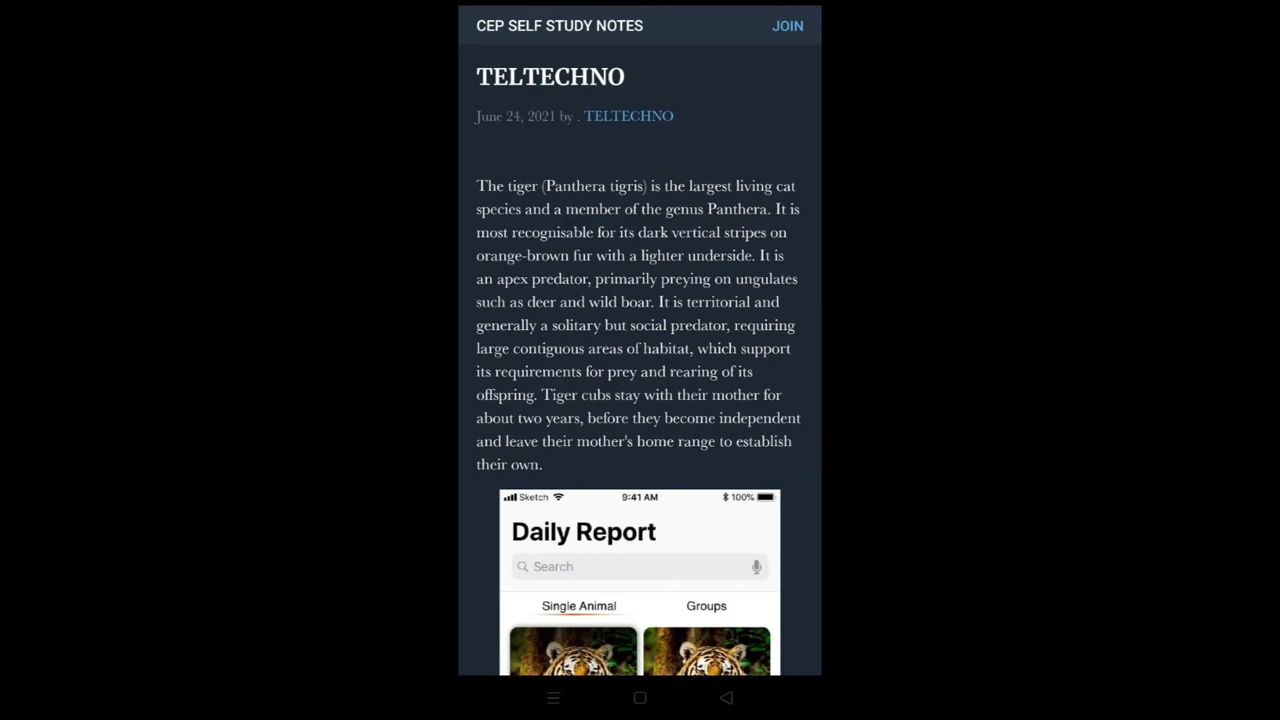 CEP SELF STUDY NOTES JOIN
TELTECHNO
June 24, 2021 by . TELTECHNO
The tiger (Panthera tigris) is the largest living cat
species and a member of the genus Panthera. It is
most recognisable for its dark vertical stripes on
orange-brown fur with a lighter underside. It is
an apex predator, primarily preying on ungulates
such as deer and wild boar. It is territorial and
generally a solitary but social predator, requiring
large contiguous areas of habitat, which support
its requirements for prey and rearing of its
offspring. Tiger cubs stay with their mother for
about two years, before they become independent
and leave their mother's home range to establish
their own.
Sketch 9:41 AM 100%
Daily Report
Search
Single Animal Groups